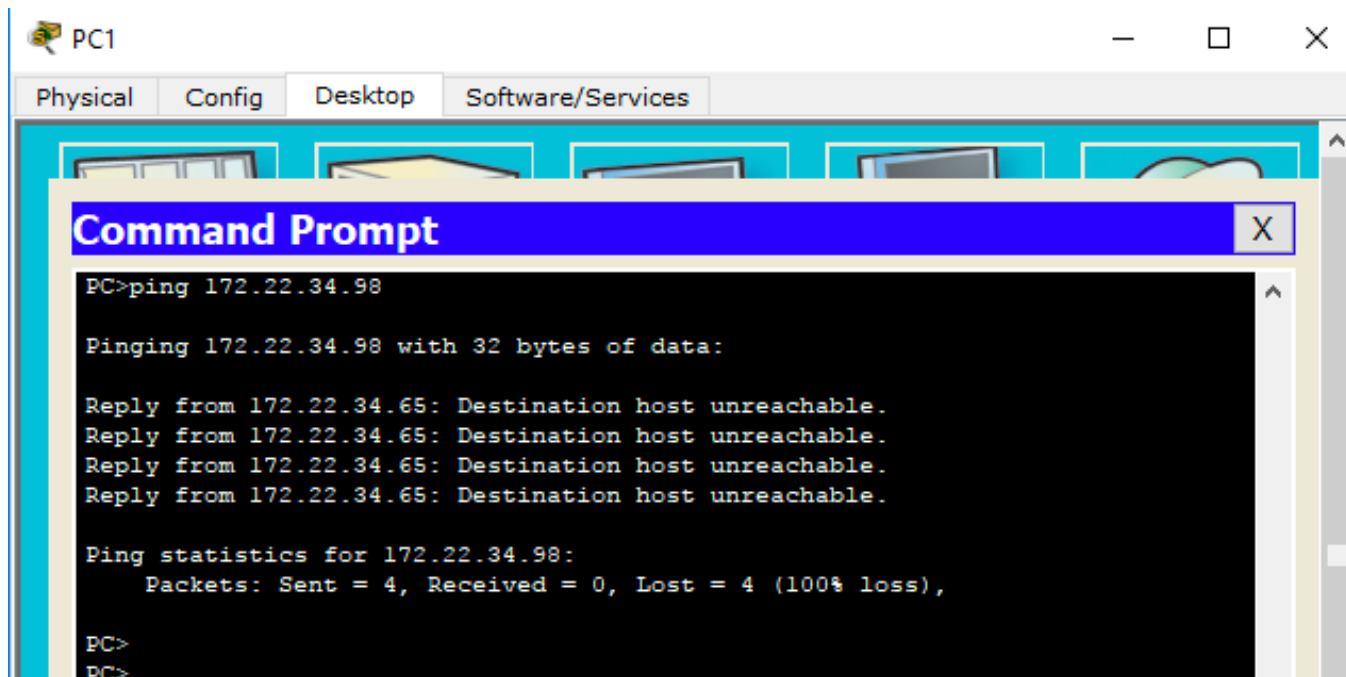 PC1
Physical Config Desktop Software/Services
Command Prompt X
PC>ping 172.22.34.98
Pinging 172.22.34.98 with 32 bytes of data:
Reply from 172.22.34.65: Destination host unreachable.
Reply from 172.22.34.65: Destination host unreachable.
Reply from 172.22.34.65: Destination host unreachable.
Reply from 172.22.34.65: Destination host unreachable.
Ping statistics for 172.22.34.98:
Packets: Sent = 4, Received = 0, Lost = 4 (100% loss),
PC>
PC>